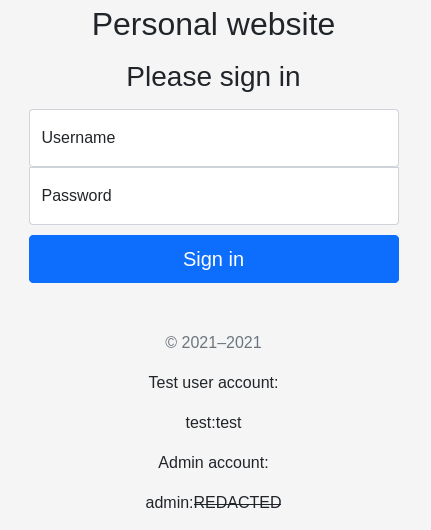 Personal website
Please sign in
Username
Password
Sign in
© 2021–2021
Test user account:
test:test
Admin account:
admin:REDACTED